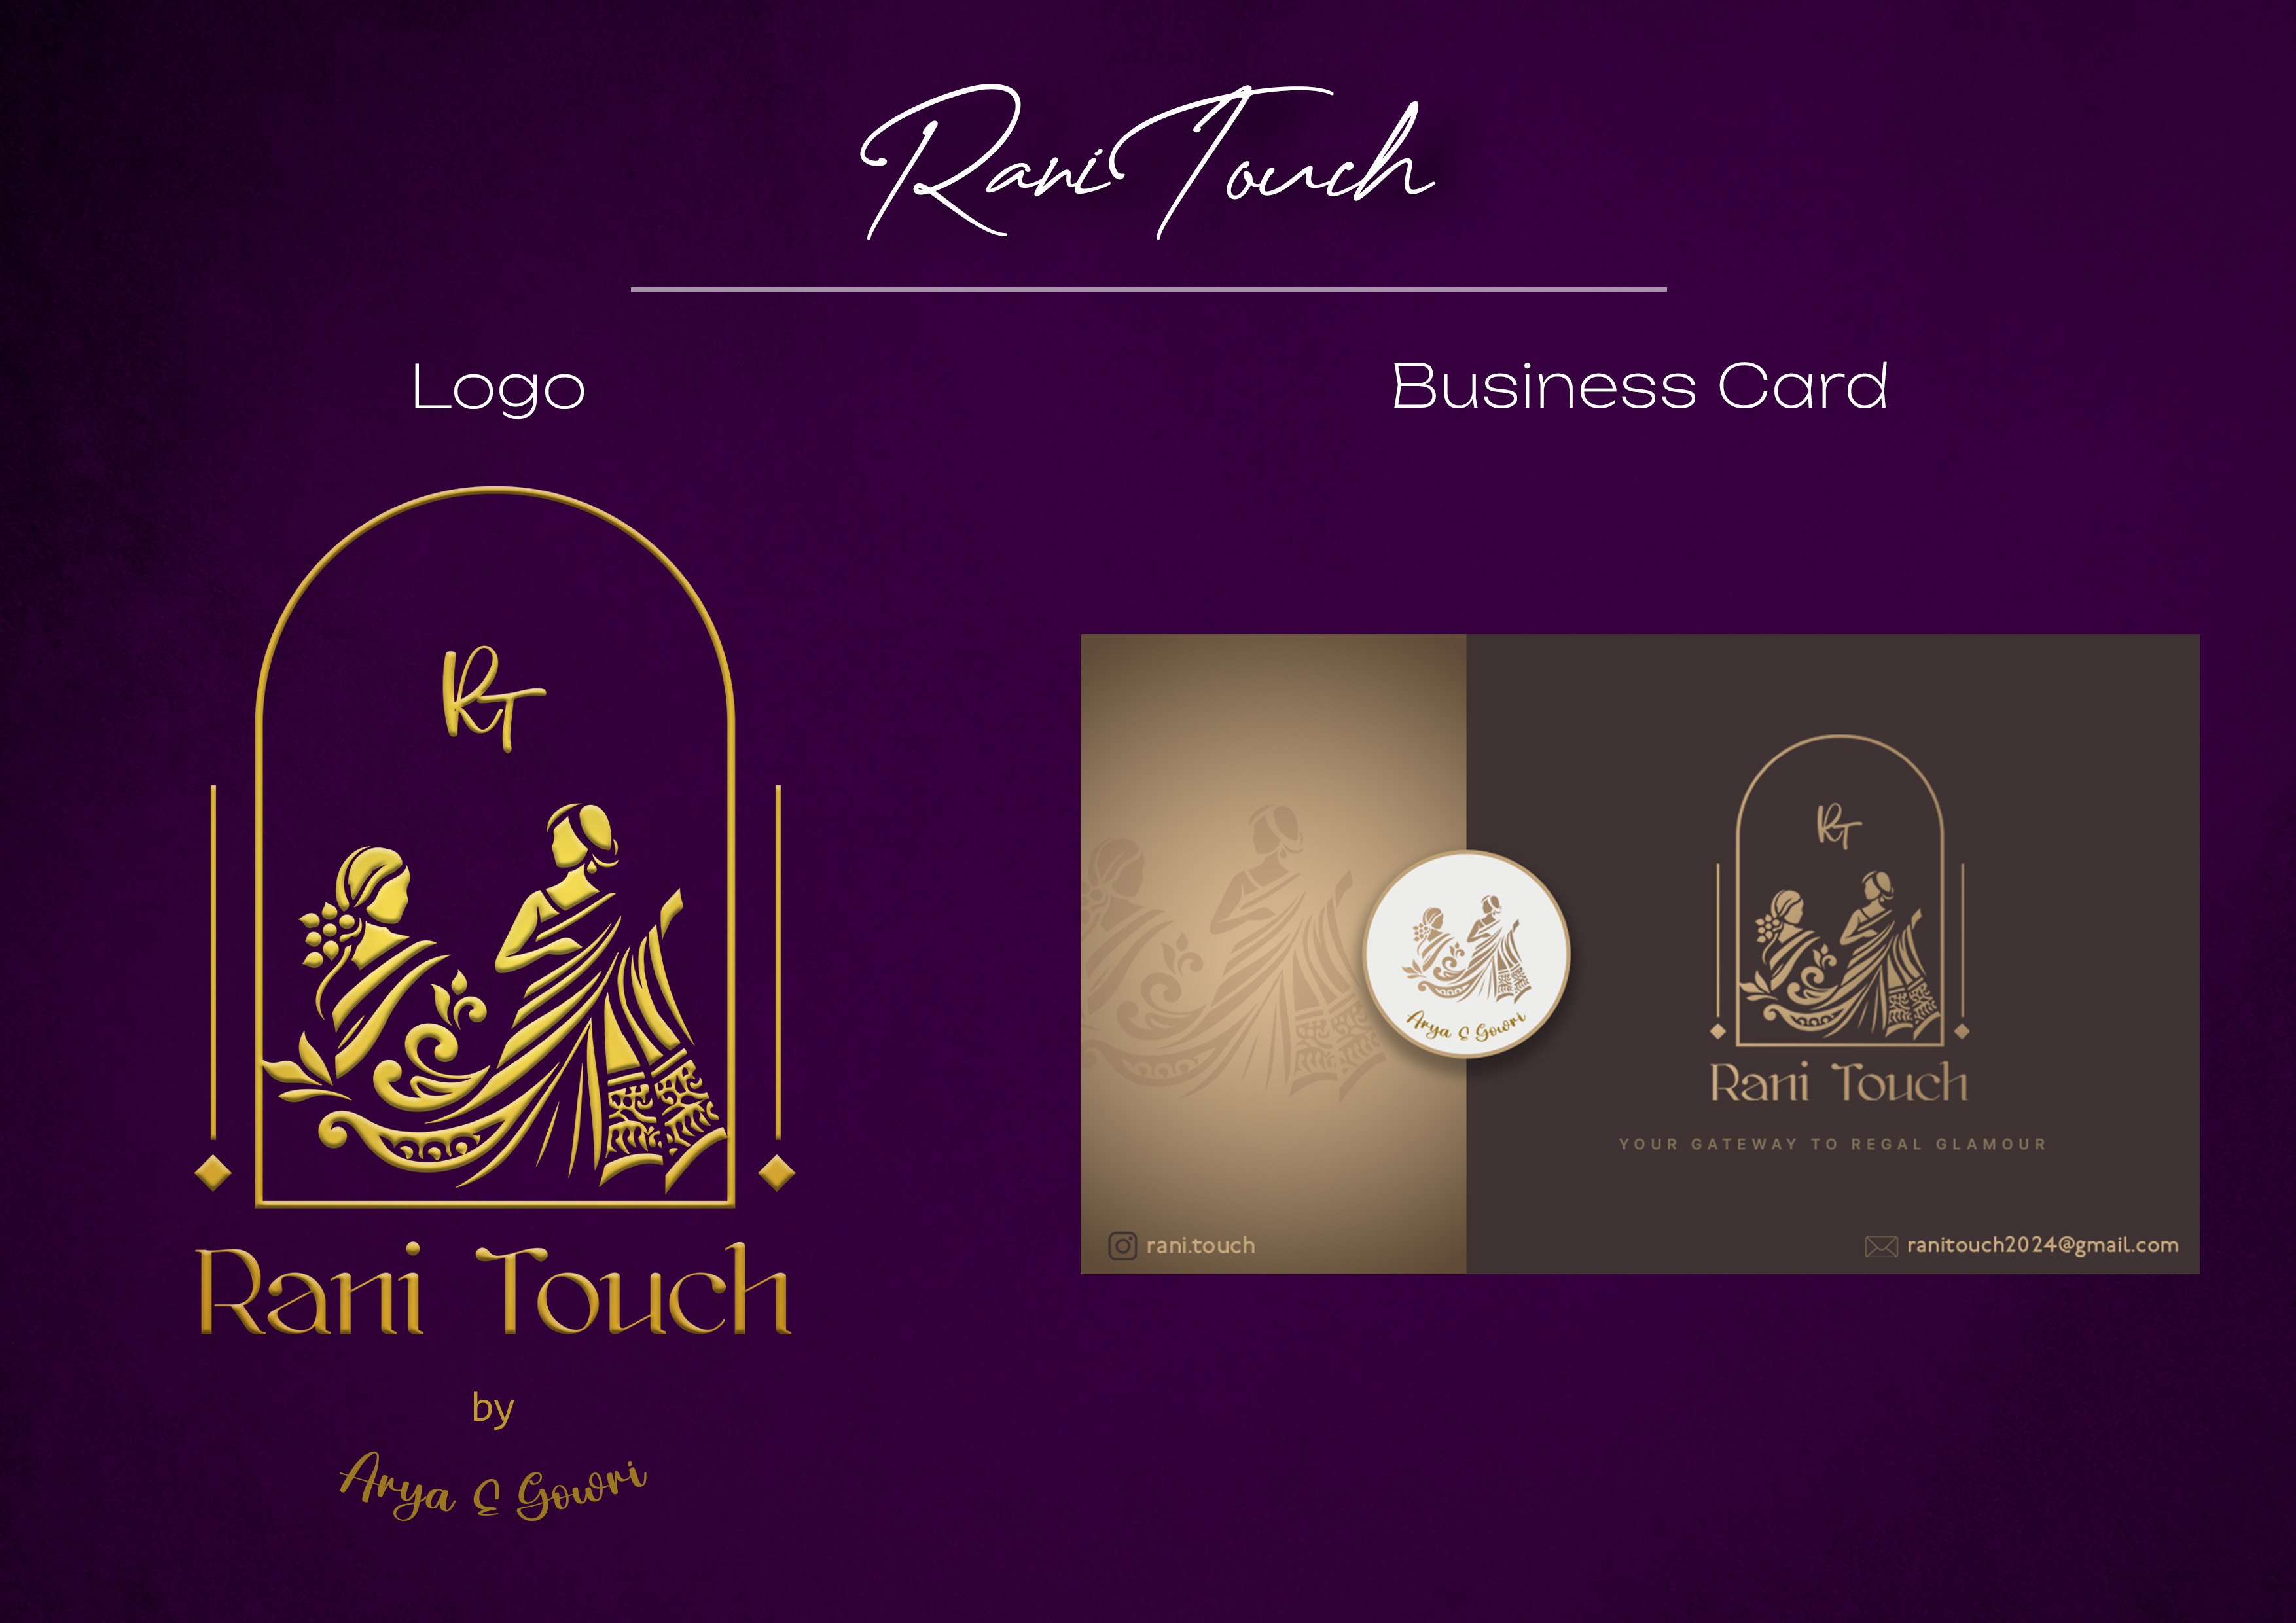 Rani Touch
Logo
Business Card
RT
Rani Touch
by
Arya & Gowri
RT
Arya & Gowri
Rani Touch
YOUR GATEWAY TO REGAL GLAMOUR
rani.touch
ranitouch2024@gmail.com